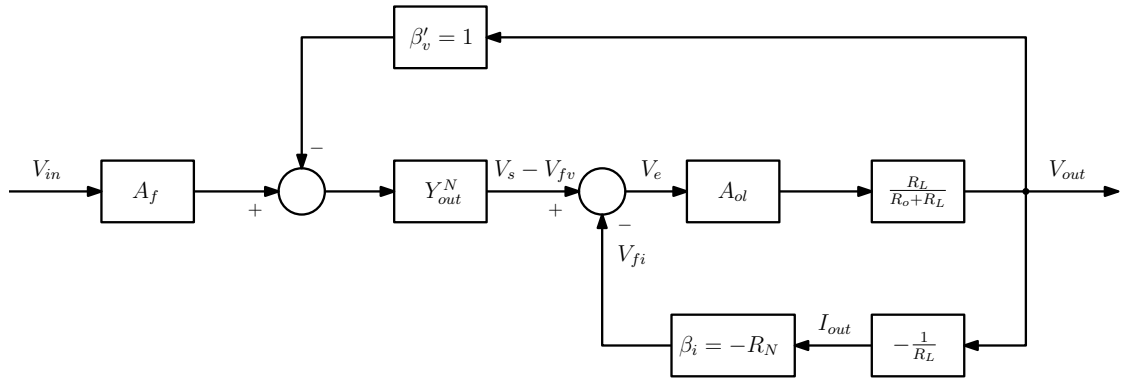 β′_v = 1
−
V_in
A_f
+
Y^N_out
V_s − V_fv
+
V_e
A_ol
R_L / (R_o+R_L)
V_out
−
V_fi
β_i = −R_N
I_out
−1/R_L